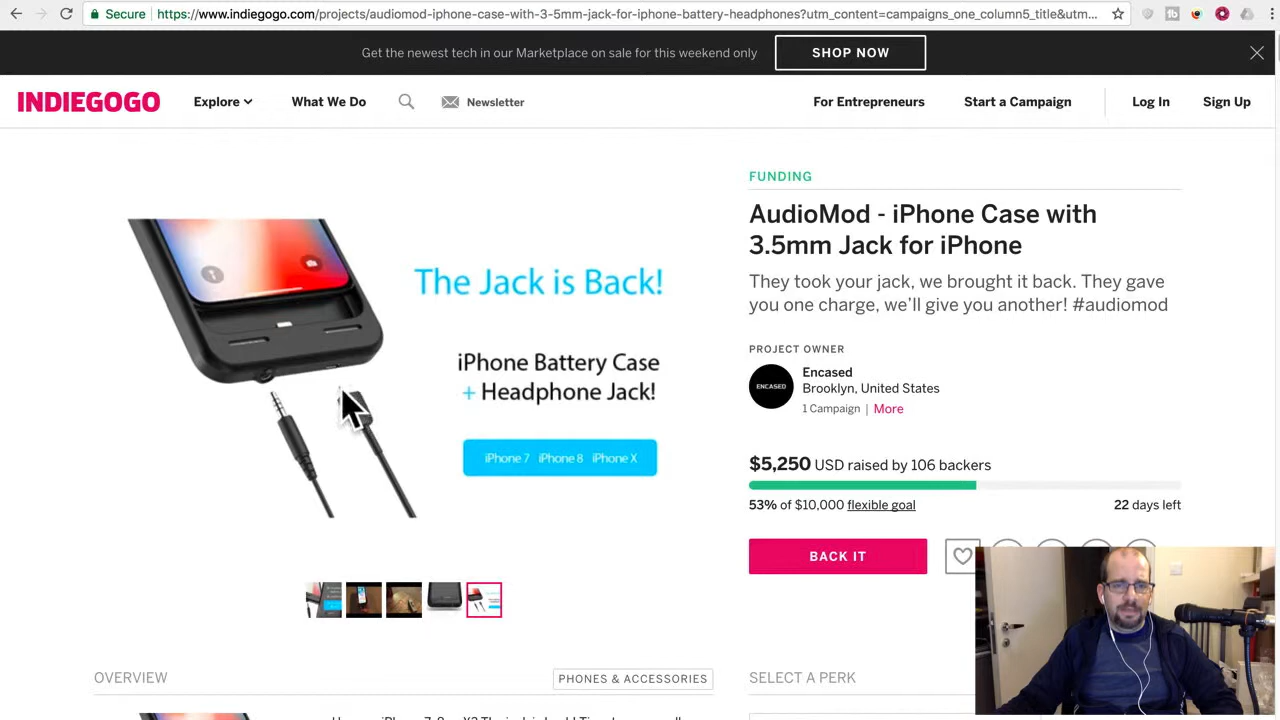 Secure
https://www.indiegogo.com/projects/audiomod-iphone-case-with-3-5mm-jack-for-iphone-battery-headphones?utm_content=campaigns_one_column5_title&utm...
Get the newest tech in our Marketplace on sale for this weekend only
SHOP NOW
INDIEGOGO
Explore
What We Do
Newsletter
For Entrepreneurs
Start a Campaign
Log In
Sign Up
The Jack is Back!
iPhone Battery Case
+ Headphone Jack!
iPhone 7 iPhone 8 iPhone X
FUNDING
AudioMod - iPhone Case with
3.5mm Jack for iPhone
They took your jack, we brought it back. They gave
you one charge, we'll give you another! #audiomod
PROJECT OWNER
ENCASED
Encased
Brooklyn, United States
1 Campaign | More
$5,250 USD raised by 106 backers
53% of $10,000 flexible goal
22 days left
BACK IT
OVERVIEW
PHONES & ACCESSORIES
SELECT A PERK